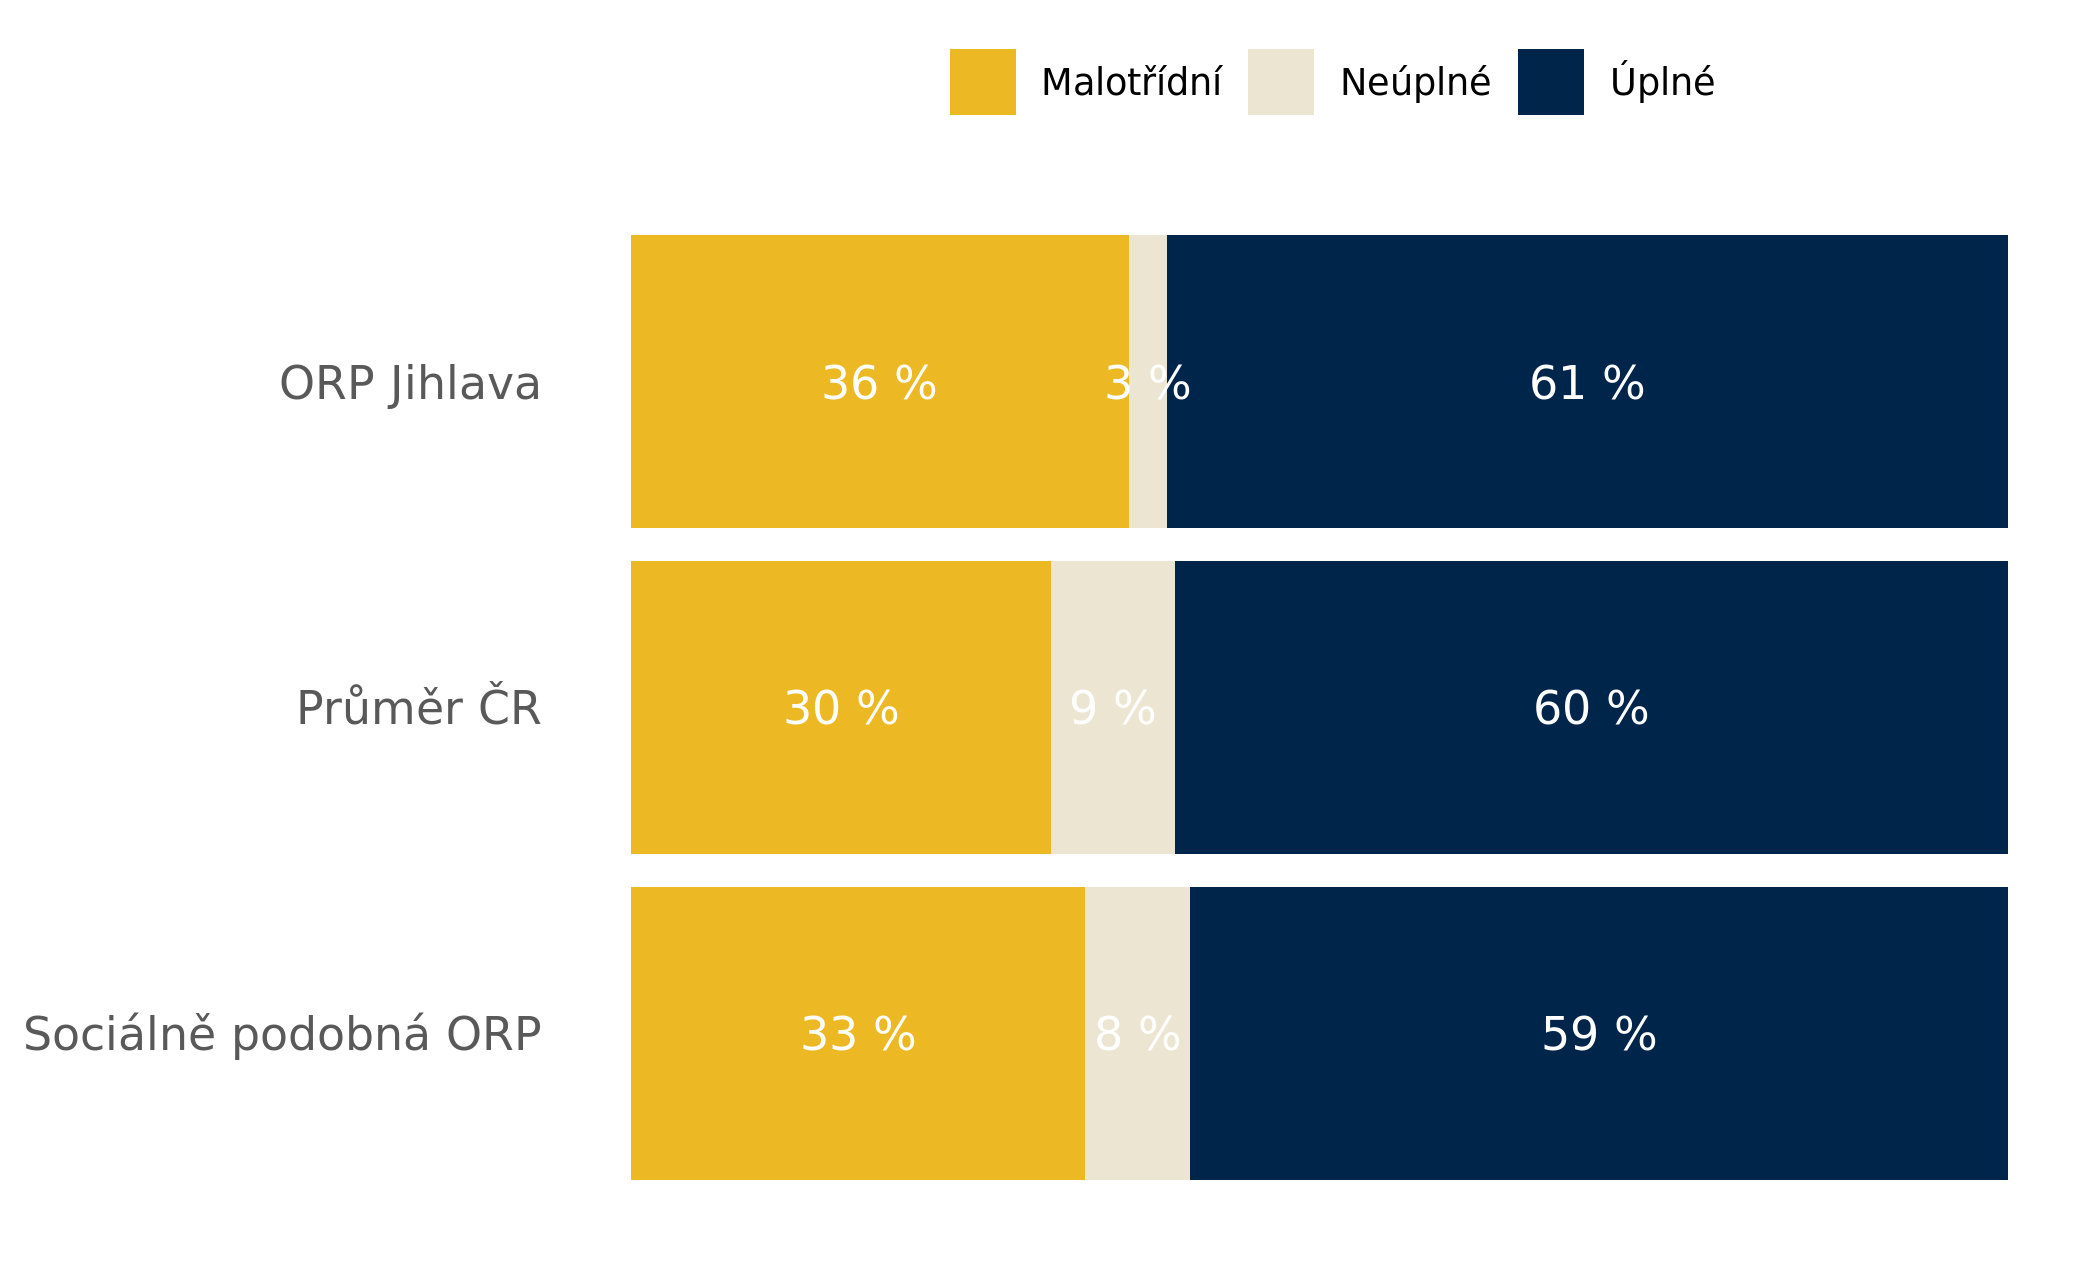 Malotřídní Neúplné Úplné
ORP Jihlava 36 % 3 % 61 %
Průměr ČR 30 % 9 % 60 %
Sociálně podobná ORP 33 % 8 % 59 %